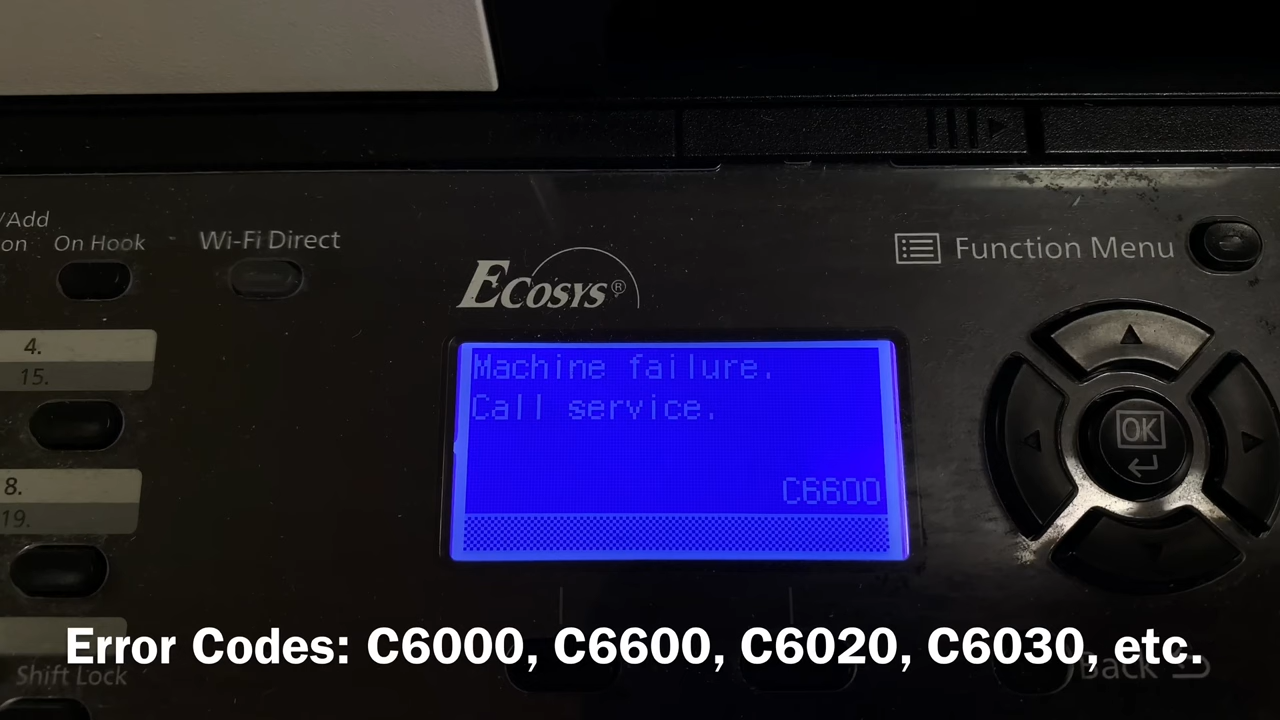 /Add
on
On Hook
Wi-Fi Direct
ECOSYS®
Function Menu
4.
15.
Machine failure.
Call service.
C6600
OK
8.
19.
Error Codes: C6000, C6600, C6020, C6030, etc.
Shift Lock
Back